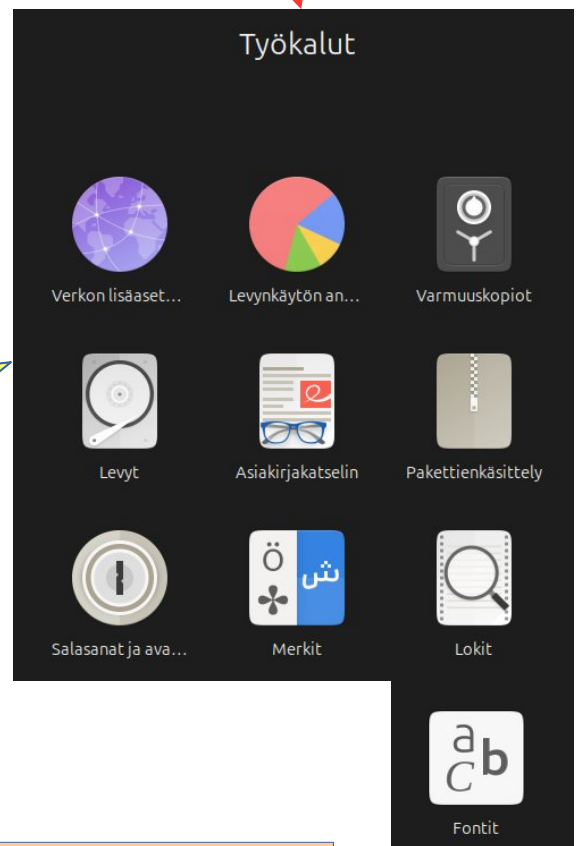 Työkalut
Verkon lisäaset...
Levynkäytön an...
Varmuuskopiot
Levyt
Asiakirjakatselin
Pakettienkäsittely
Ö
ش
Salasanat ja ava...
Merkit
Lokit
a
b
C
Fontit